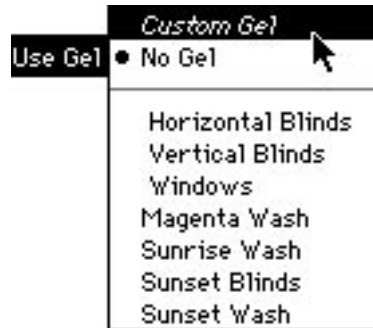 Custom Gel
Use Gel • No Gel
Horizontal Blinds
Vertical Blinds
Windows
Magenta Wash
Sunrise Wash
Sunset Blinds
Sunset Wash